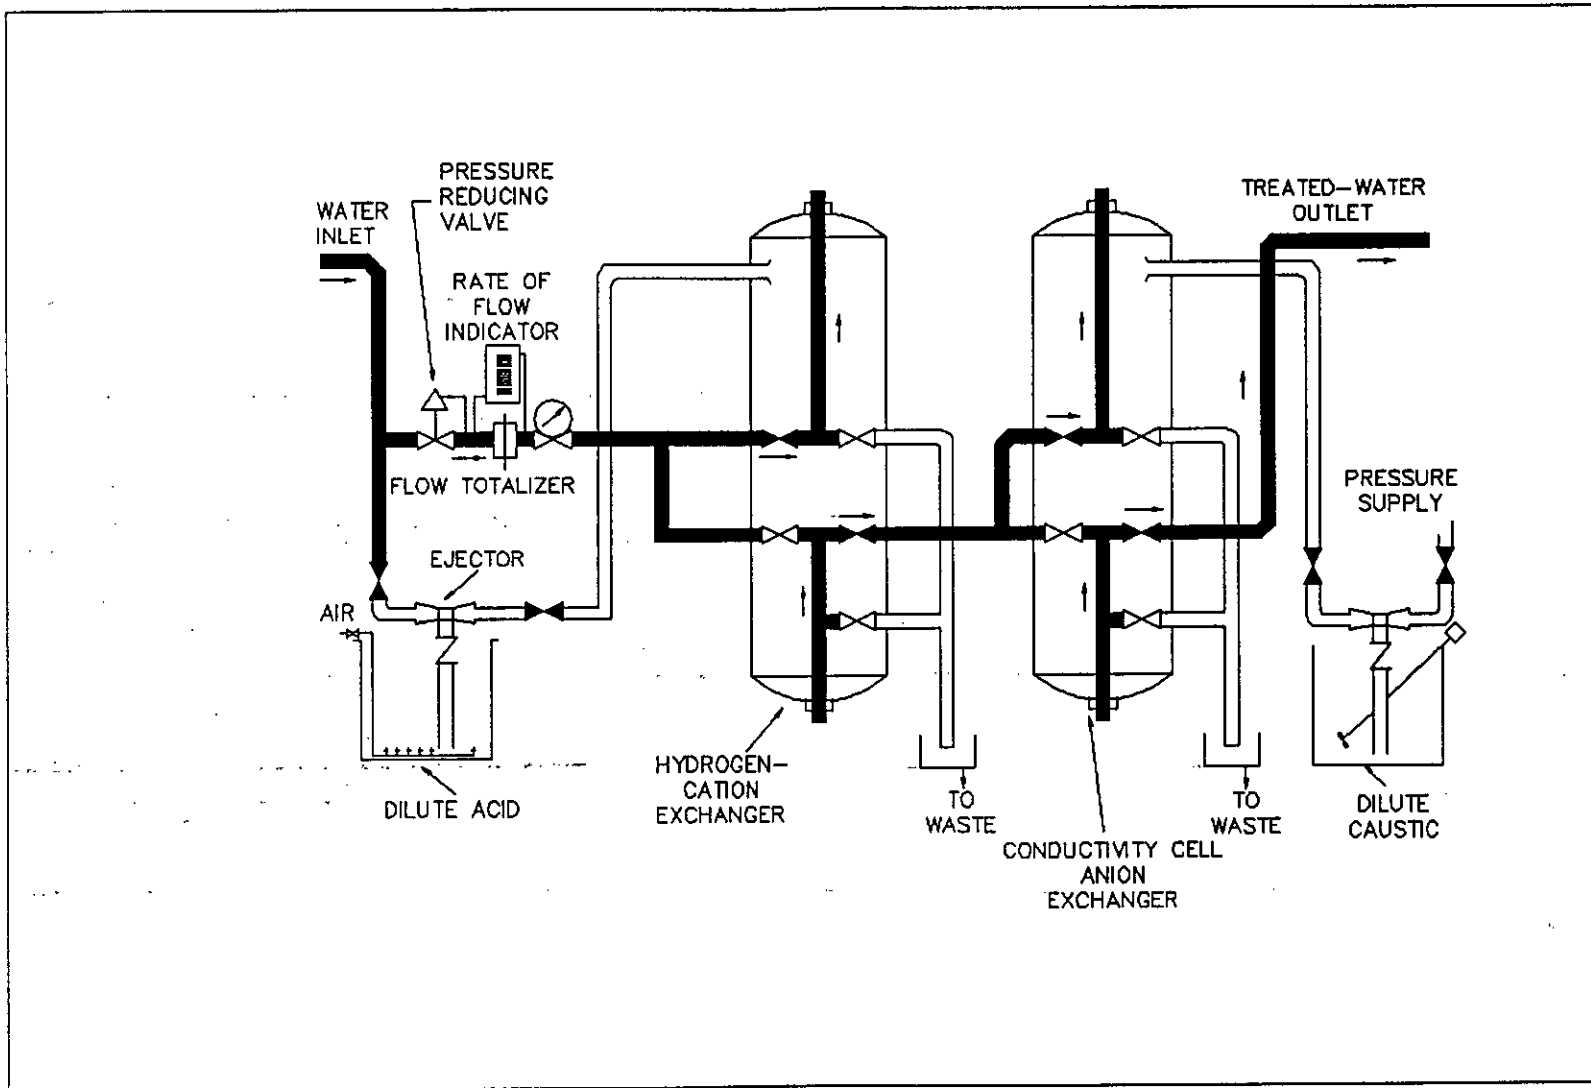 PRESSURE
REDUCING
VALVE
WATER
INLET
RATE OF
FLOW
INDICATOR
FLOW TOTALIZER
EJECTOR
AIR
DILUTE ACID
HYDROGEN-
CATION
EXCHANGER
TO
WASTE
CONDUCTIVITY CELL
ANION
EXCHANGER
TO
WASTE
TREATED-WATER
OUTLET
PRESSURE
SUPPLY
DILUTE
CAUSTIC